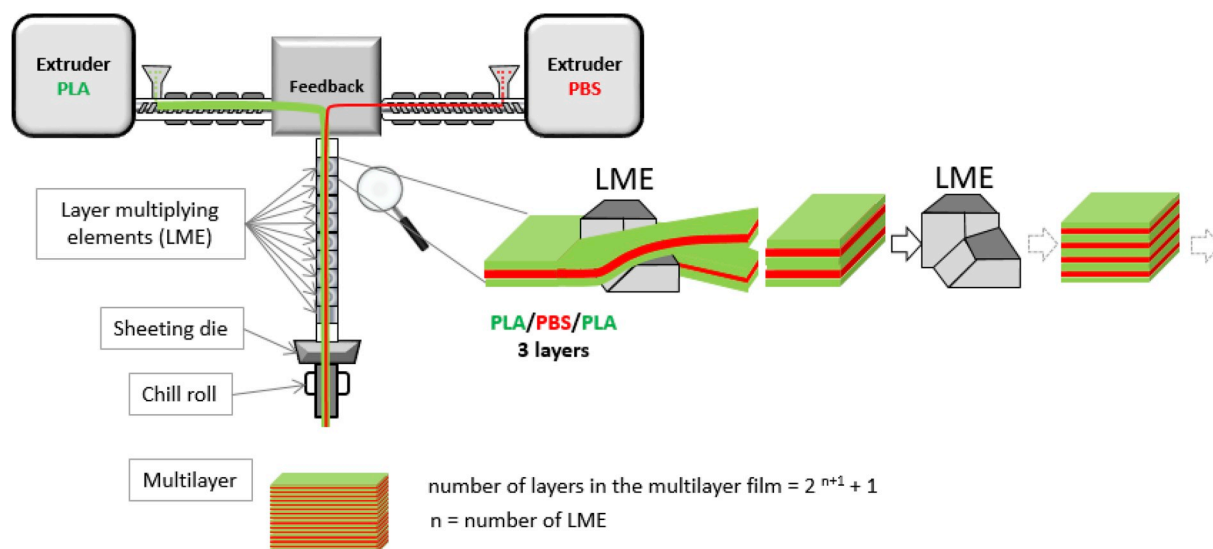 Extruder
PLA
Feedback
Extruder
PBS
Layer multiplying
elements (LME)
LME
LME
PLA/PBS/PLA
3 layers
Sheeting die
Chill roll
Multilayer
number of layers in the multilayer film = 2 n+1 + 1
n = number of LME